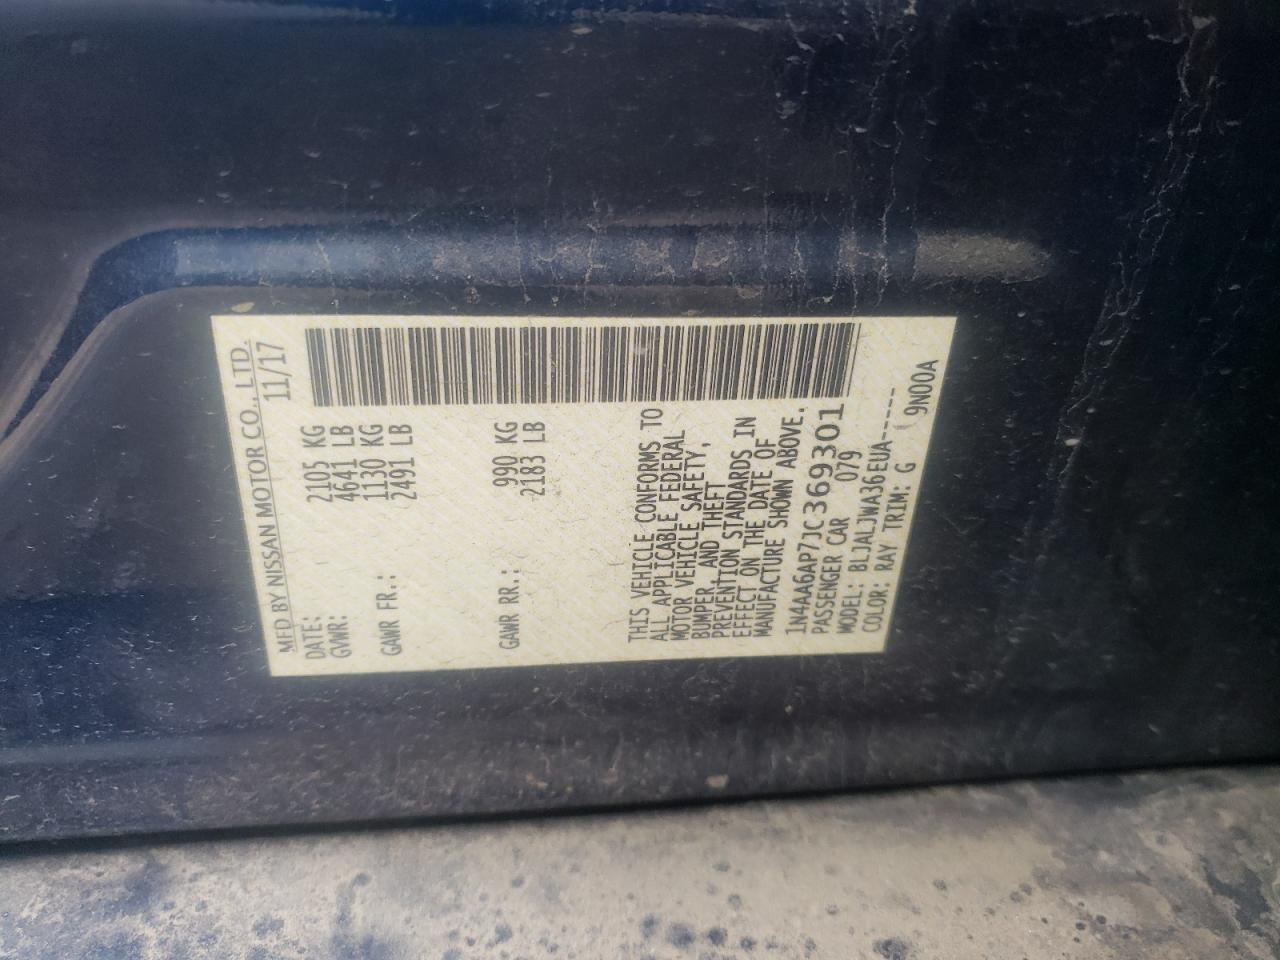 MFD BY NISSAN MOTOR CO., LTD.
DATE: 11/17
GVWR: 2105 KG
4641 LB
GAWR FR.: 1130 KG
2491 LB
GAWR RR.: 990 KG
2183 LB
THIS VEHICLE CONFORMS TO
ALL APPLICABLE FEDERAL
MOTOR VEHICLE SAFETY,
BUMPER, AND THEFT
PREVENTION STANDARDS IN
EFFECT ON THE DATE OF
MANUFACTURE SHOWN ABOVE.
1N4AA6AP7JC369301
PASSENGER CAR 079
MODEL: BLJALJWA36EUA-----
COLOR: RAY TRIM: G ( 9N00A